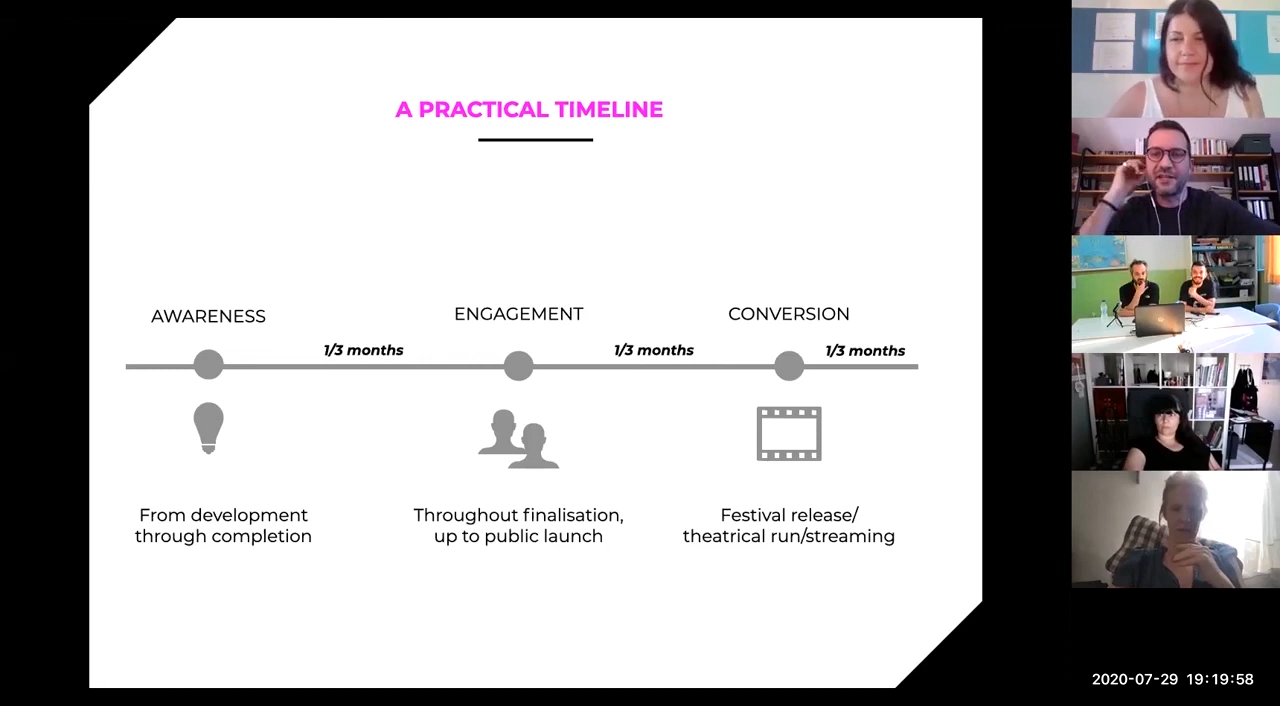 A PRACTICAL TIMELINE
AWARENESS
ENGAGEMENT
CONVERSION
1/3 months
1/3 months
1/3 months
From development
through completion
Throughout finalisation,
up to public launch
Festival release/
theatrical run/streaming
2020-07-29 19:19:58